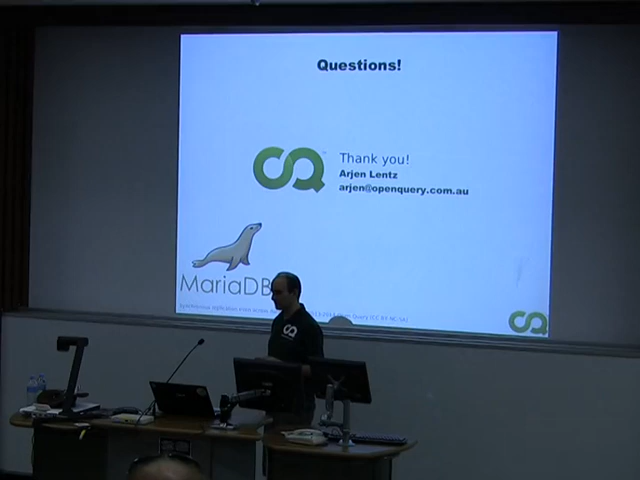 Questions!
Thank you!
Arjen Lentz
arjen@openquery.com.au
MariaDB